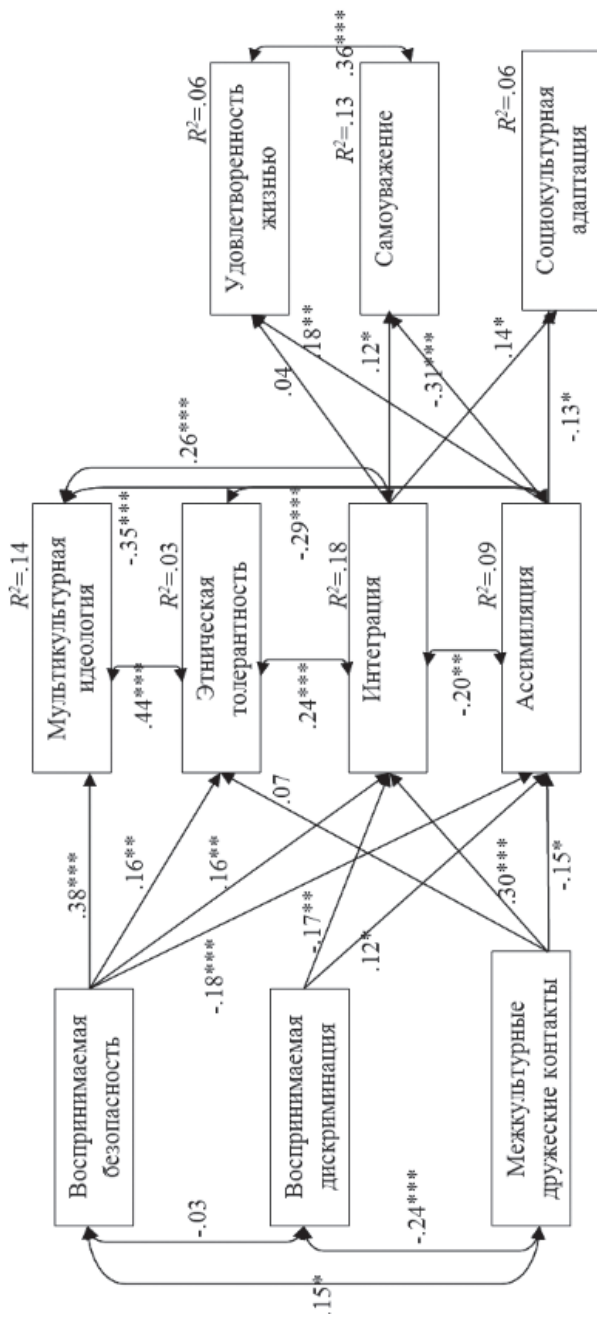 Воспринимаемая
безопасность
Воспринимаемая
дискриминация
Межкультурные
дружеские контакты
-.03
-.24***
.15*
.38***
.16**
.16**
-.18***
-.17**
.12*
.07
.30***
-.15*
R²=.14
Мультикультурная
идеология
.44***
-.35***
R²=.03
Этническая
толерантность
.24***
-.29***
.26***
R²=.18
Интеграция
-.20**
R²=.09
Ассимиляция
.04
.18**
.12*
-.31***
.14*
-.13*
R²=.06
Удовлетворенность
жизнью
.36***
R²=.13
Самоуважение
R²=.06
Социокультурная
адаптация